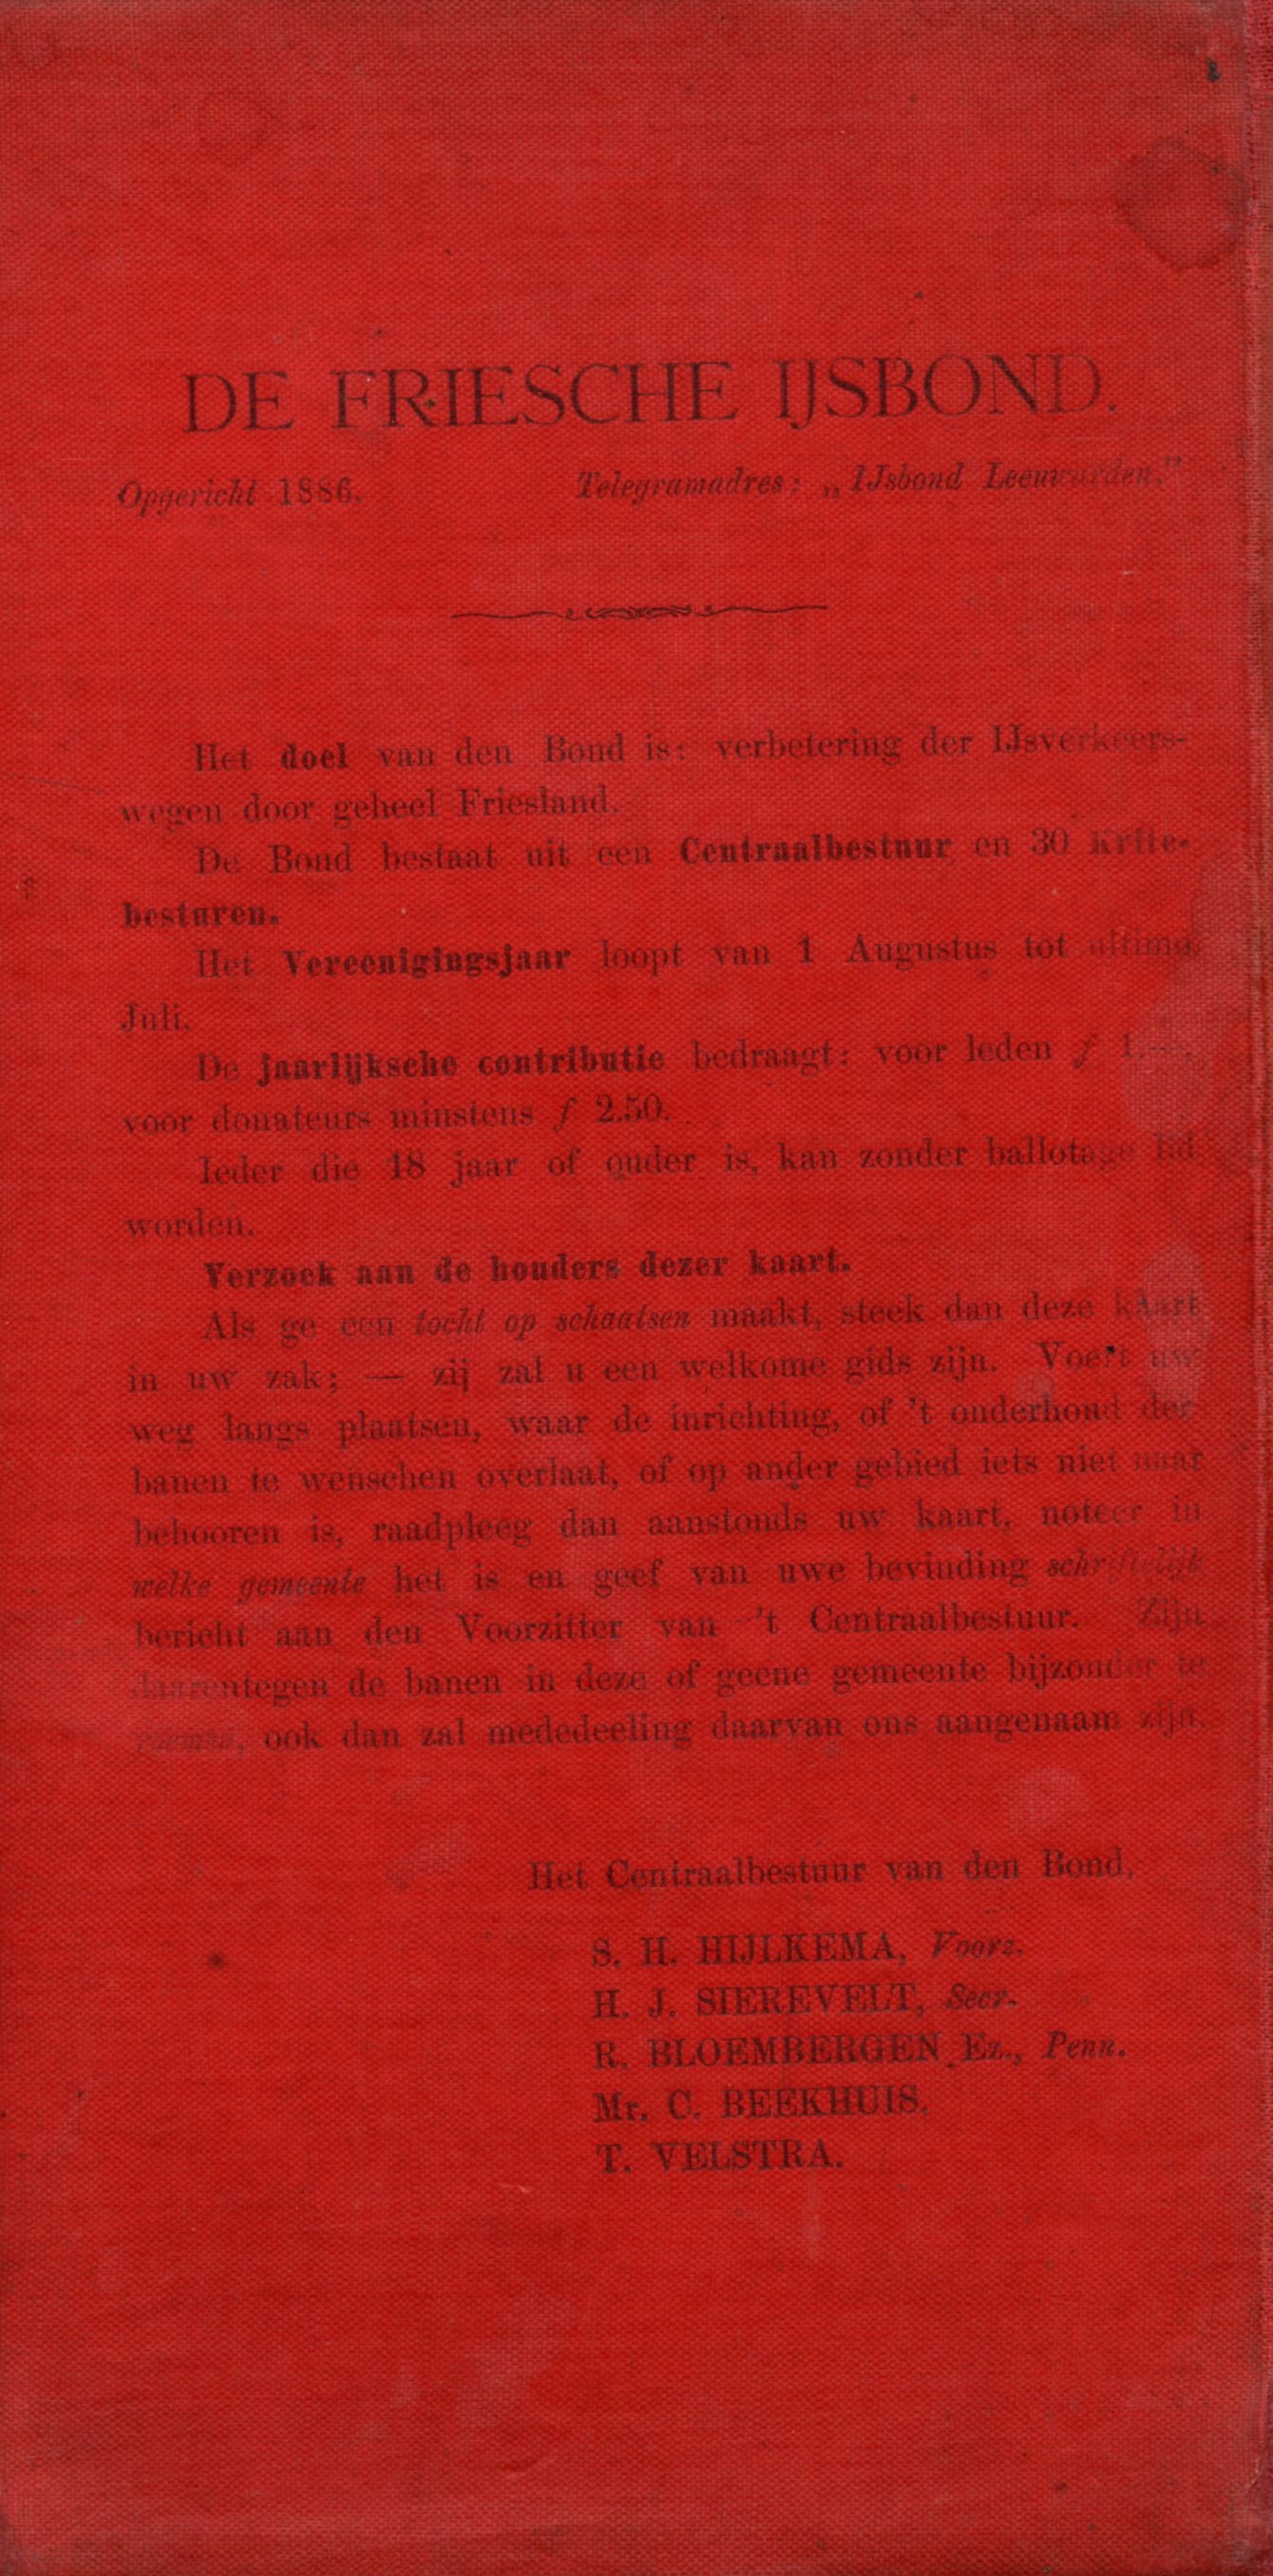 DE FRIESCHE IJSBOND.
Opgericht 1886. Telegramadres: „IJsbond Leeuwarden."
Het doel van den Bond is: verbetering der IJsverkeers-
wegen door geheel Friesland.
De Bond bestaat uit een Centraalbestuur en 30 Krite-
besturen.
Het Vereenigingsjaar loopt van 1 Augustus tot ultimo
Juli.
De jaarlijksche contributie bedraagt: voor leden f 1.—,
voor donateurs minstens f 2.50.
Ieder die 18 jaar of ouder is, kan zonder ballotage lid
worden.
Verzoek aan de houders dezer kaart.
Als ge een tocht op schaatsen maakt, steek dan deze kaart
in uw zak; — zij zal u een welkome gids zijn. Voert uw
weg langs plaatsen, waar de inrichting, of 't onderhoud der
banen te wenschen overlaat, of op ander gebied iets niet naar
behooren is, raadpleeg dan aanstonds uw kaart, noteer in
welke gemeente het is en geef van uwe bevinding schriftelijk
bericht aan den Voorzitter van 't Centraalbestuur. Zijn
daarentegen de banen in deze of geene gemeente bijzonder te
roemen, ook dan zal mededeeling daarvan ons aangenaam zijn.
Het Centraalbestuur van den Bond,
S. H. HIJLKEMA, Voorz.
H. J. SIEREVELT, Secr.
R. BLOEMBERGEN Ez., Penn.
Mr. C. BEEKHUIS.
T. VELSTRA.